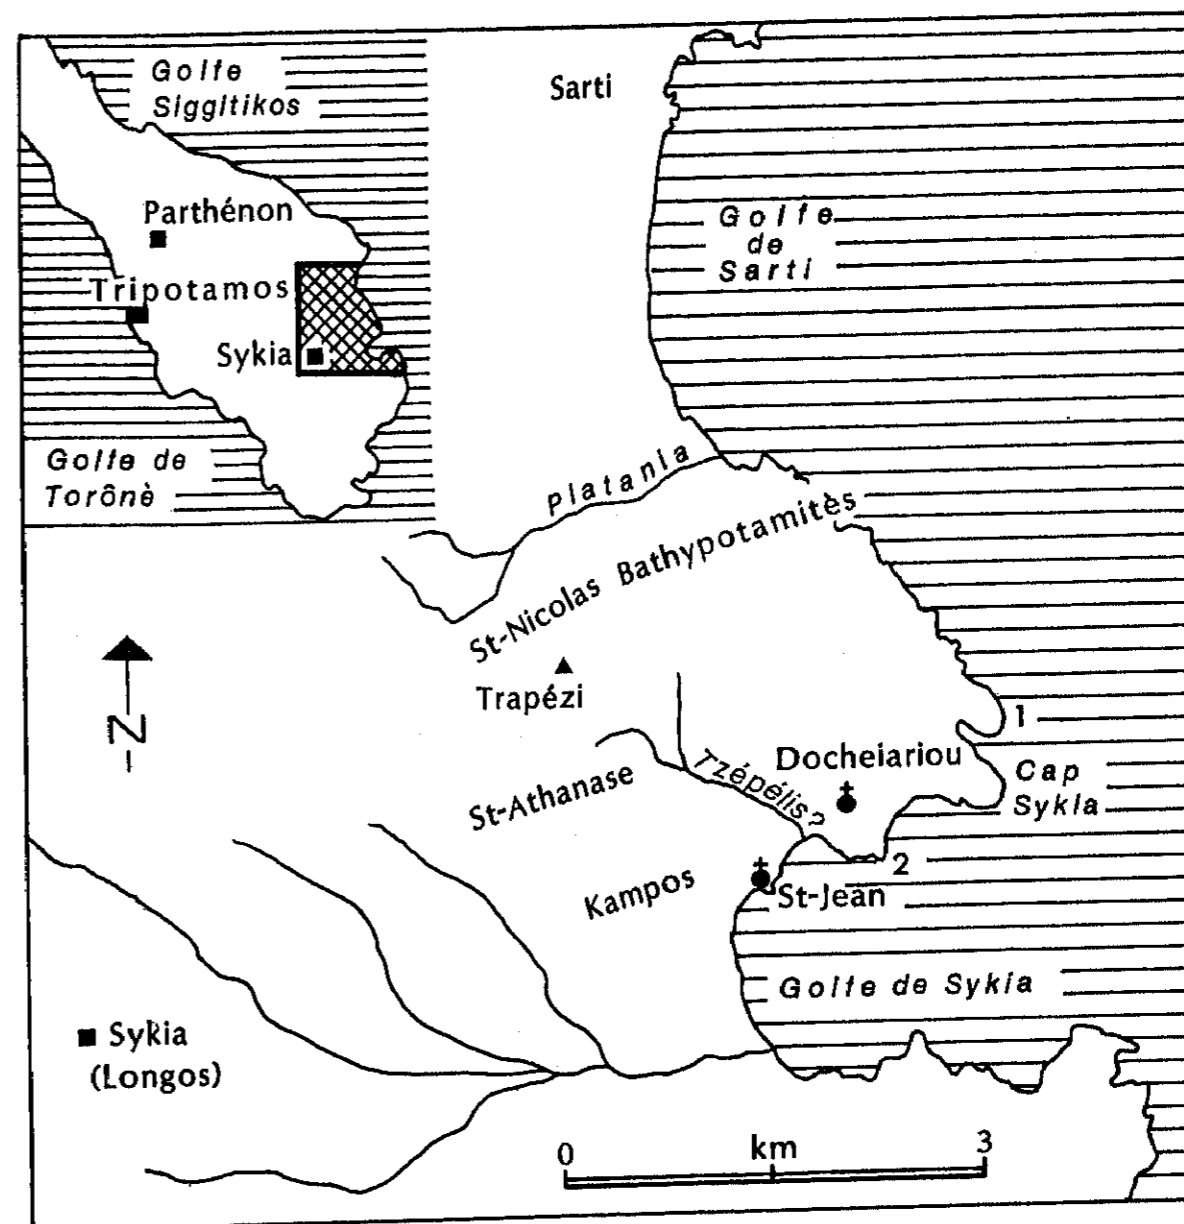 Golfe
Siggitikos
Sarti
Parthénon
Golfe
de
Sarti
Tripotamos
Sykia
Golfe de
Torônè
Platania
St-Nicolas Bathypotamitès
Trapézi
1
N
Docheiariou
Tzépélis?
Cap
Sykia
St-Athanase
2
Kampos
St-Jean
Golfe de Sykia
Sykia
(Longos)
0 km 3